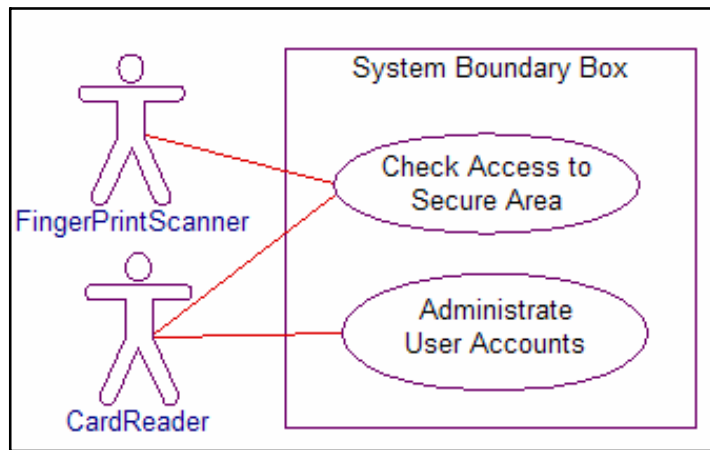 System Boundary Box
Check Access to
Secure Area
FingerPrintScanner
Administrate
User Accounts
CardReader